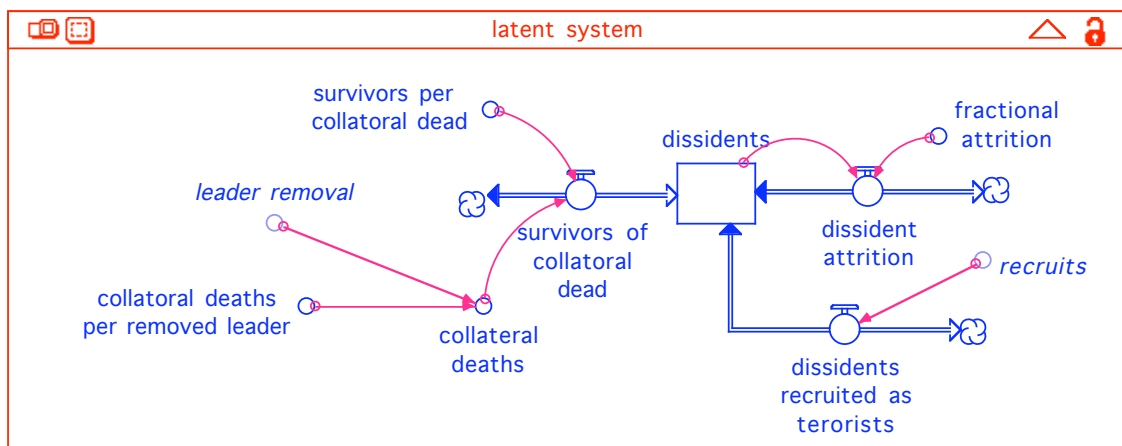 latent system
survivors per
collatoral dead
dissidents
fractional
attrition
leader removal
survivors of
collatoral
dead
dissident
attrition
recruits
collatoral deaths
per removed leader
collateral
deaths
dissidents
recruited as
terorists